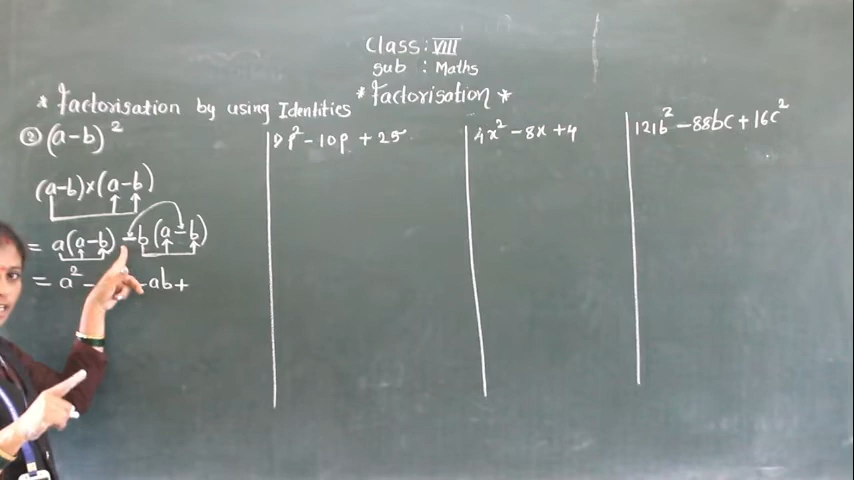 Class: VIII
Sub : Maths
* Factorisation *
* Factorisation by using Identities
② (a-b)²
(a-b)×(a-b)
= a(a-b) -b(a-b)
= a² - -ab+
p² -10p + 25
4x² -8x +4
121b² -88bc +16c²